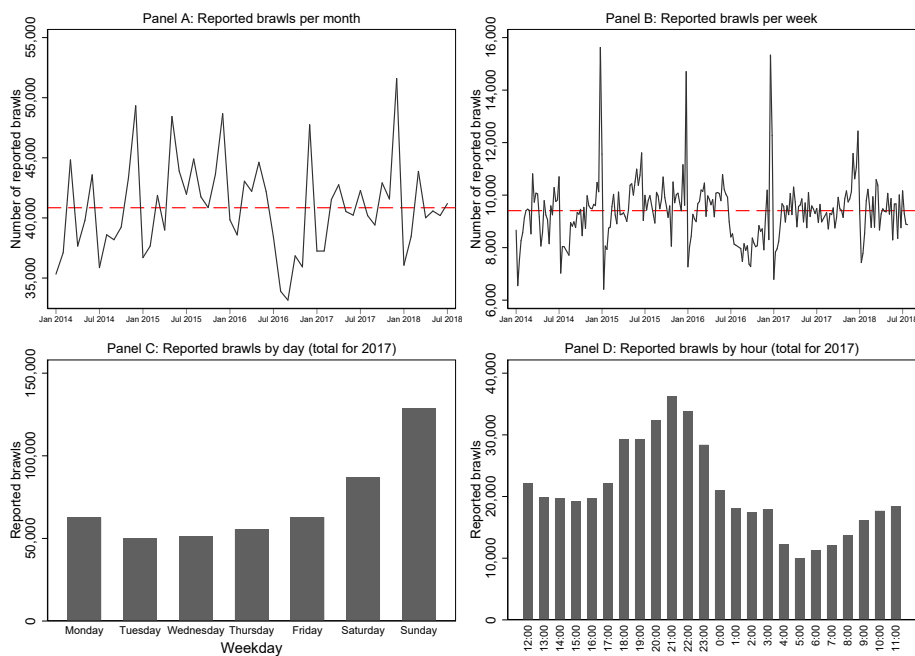 Panel A: Reported brawls per month
Number of reported brawls
55,000
50,000
45,000
40,000
35,000
Jan 2014 Jul 2014 Jan 2015 Jul 2015 Jan 2016 Jul 2016 Jan 2017 Jul 2017 Jan 2018 Jul 2018
Panel B: Reported brawls per week
Number of reported brawls
16,000
14,000
12,000
10,000
8,000
6,000
Jan 2014 Jul 2014 Jan 2015 Jul 2015 Jan 2016 Jul 2016 Jan 2017 Jul 2017 Jan 2018 Jul 2018
Panel C: Reported brawls by day (total for 2017)
Reported brawls
150,000
100,000
50,000
0
Monday Tuesday Wednesday Thursday Friday Saturday Sunday
Weekday
Panel D: Reported brawls by hour (total for 2017)
Reported brawls
40,000
30,000
20,000
10,000
0
12:00 13:00 14:00 15:00 16:00 17:00 18:00 19:00 20:00 21:00 22:00 23:00 0:00 1:00 2:00 3:00 4:00 5:00 6:00 7:00 8:00 9:00 10:00 11:00